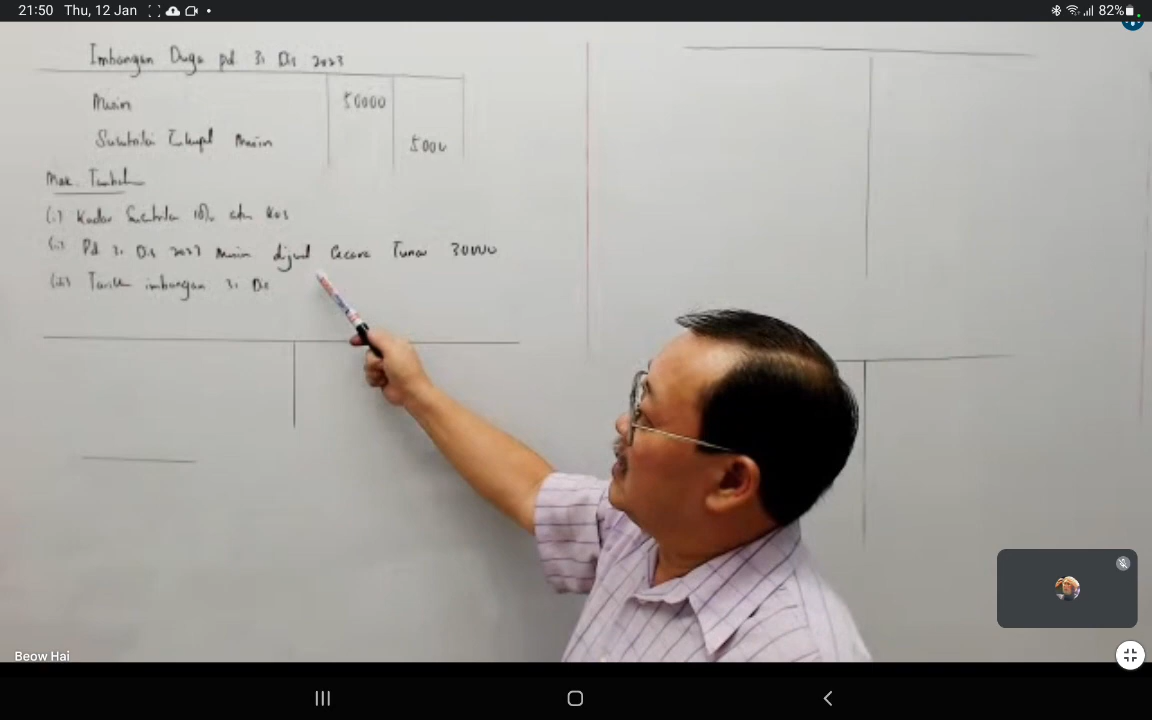 21:50 Thu, 12 Jan
82%
Imbangan Duga pd 31 Dis 2023
Mesin 50000
Susutnilai Tkumpul Mesin 5000
Mak. Tambah
(i) Kadar Susutnilai 10% atas kos
(ii) Pd 31 Dis 2023 Mesin dijual secara Tunai 30000
(iii) Tarikh imbangan 31 Dis
Beow Hai